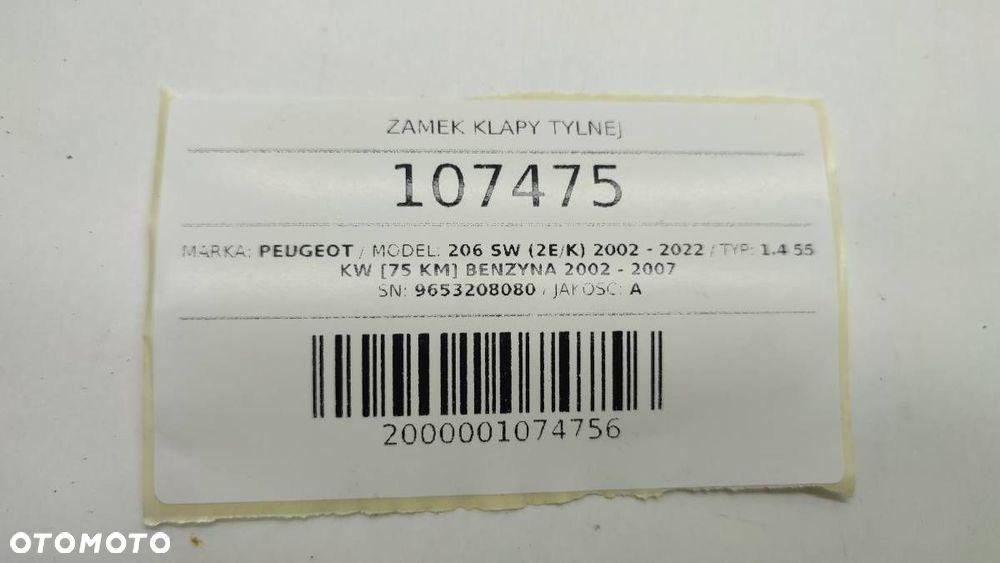 ZAMEK KLAPY TYLNEJ
107475
MARKA: PEUGEOT / MODEL: 206 SW (2E/K) 2002 - 2022 / TYP: 1.4 55
KW [75 KM] BENZYNA 2002 - 2007
SN: 9653208080 / JAKOŚĆ: A
2000001074756
OTOMOTO